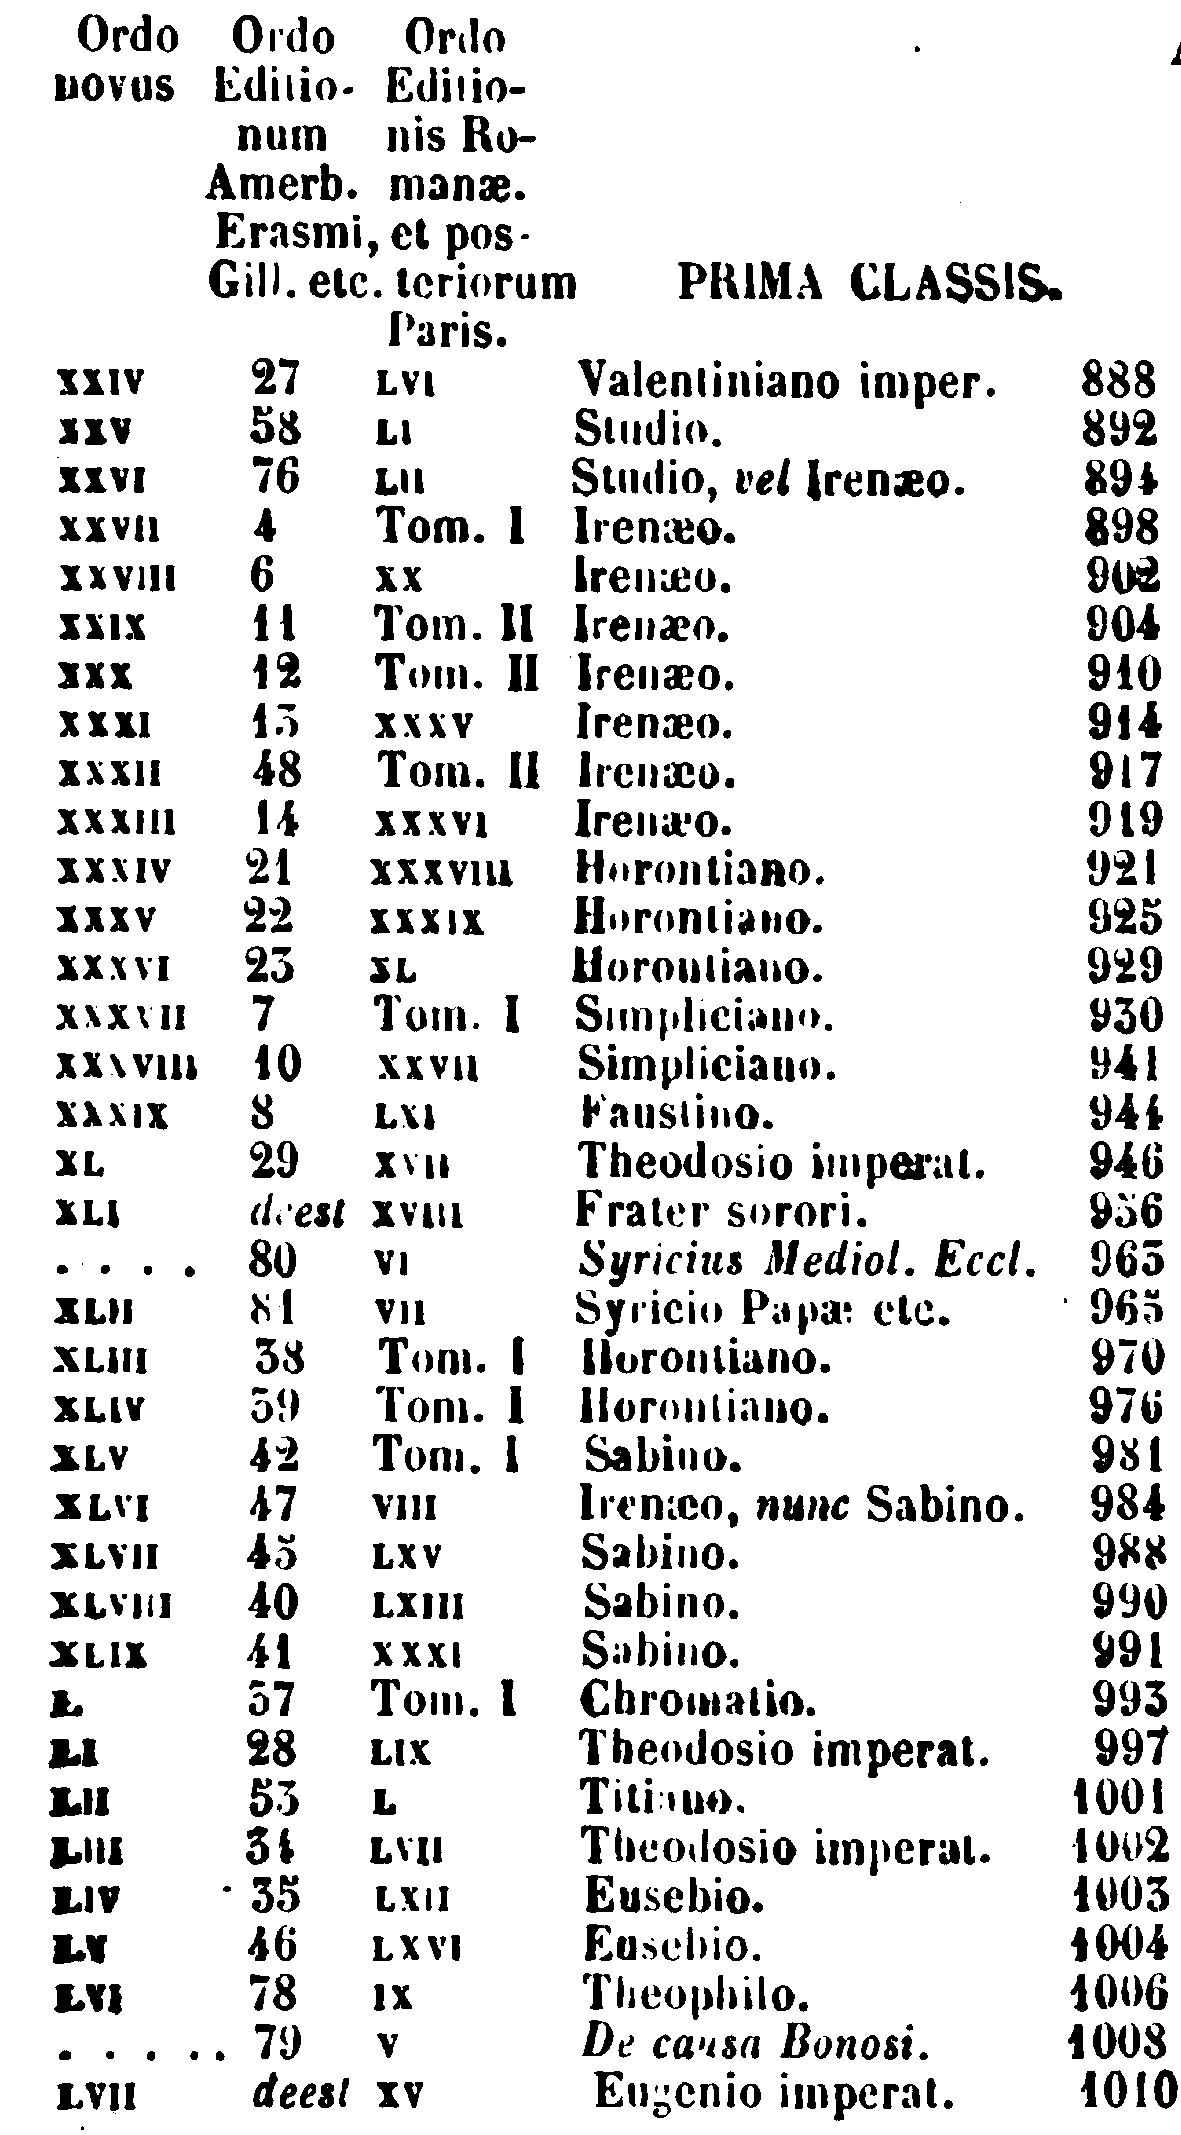 Ordo Ordo Ordo
novus Editio- Editio-
num nis Ro-
Amerb. manæ.
Erasmi, et pos-
Gill. etc. teriorum PRIMA CLASSIS.
Paris.
XXIV 27 LVI Valentiniano imper. 888
XXV 58 LI Studio. 892
XXVI 76 LII Studio, vel Irenæo. 894
XXVII 4 Tom. I Irenæo. 898
XXVIII 6 XX Irenæo. 902
XXIX 11 Tom. II Irenæo. 904
XXX 12 Tom. II Irenæo. 910
XXXI 13 XXXV Irenæo. 914
XXXII 48 Tom. II Irenæo. 917
XXXIII 14 XXXVI Irenæo. 919
XXXIV 21 XXXVIII Horontiano. 921
XXXV 22 XXXIX Horontiano. 925
XXXVI 23 XL Horontiano. 929
XXXVII 7 Tom. I Simpliciano. 930
XXXVIII 10 XXVII Simpliciano. 941
XXXIX 8 LXI Faustino. 944
XL 29 XVII Theodosio imperat. 946
XLI deest XVIII Frater sorori. 956
. . . . 80 VI Syricius Mediol. Eccl. 963
XLII 81 VII Syricio Papæ etc. 965
XLIII 38 Tom. I Horontiano. 970
XLIV 39 Tom. I Horontiano. 976
XLV 42 Tom. I Sabino. 981
XLVI 47 VIII Irenæo, nunc Sabino. 984
XLVII 45 LXV Sabino. 988
XLVIII 40 LXIII Sabino. 990
XLIX 41 XXXI Sabino. 991
L 37 Tom. I Chromatio. 993
LI 28 LIX Theodosio imperat. 997
LII 53 L Titiano. 1001
LIII 34 LVII Theodosio imperat. 1002
LIV 35 LXII Eusebio. 1003
LV 46 LXVI Eusebio. 1004
LVI 78 IX Theophilo. 1006
. . . . . 79 V De causa Bonosi. 1008
LVII deest XV Eugenio imperat. 1010